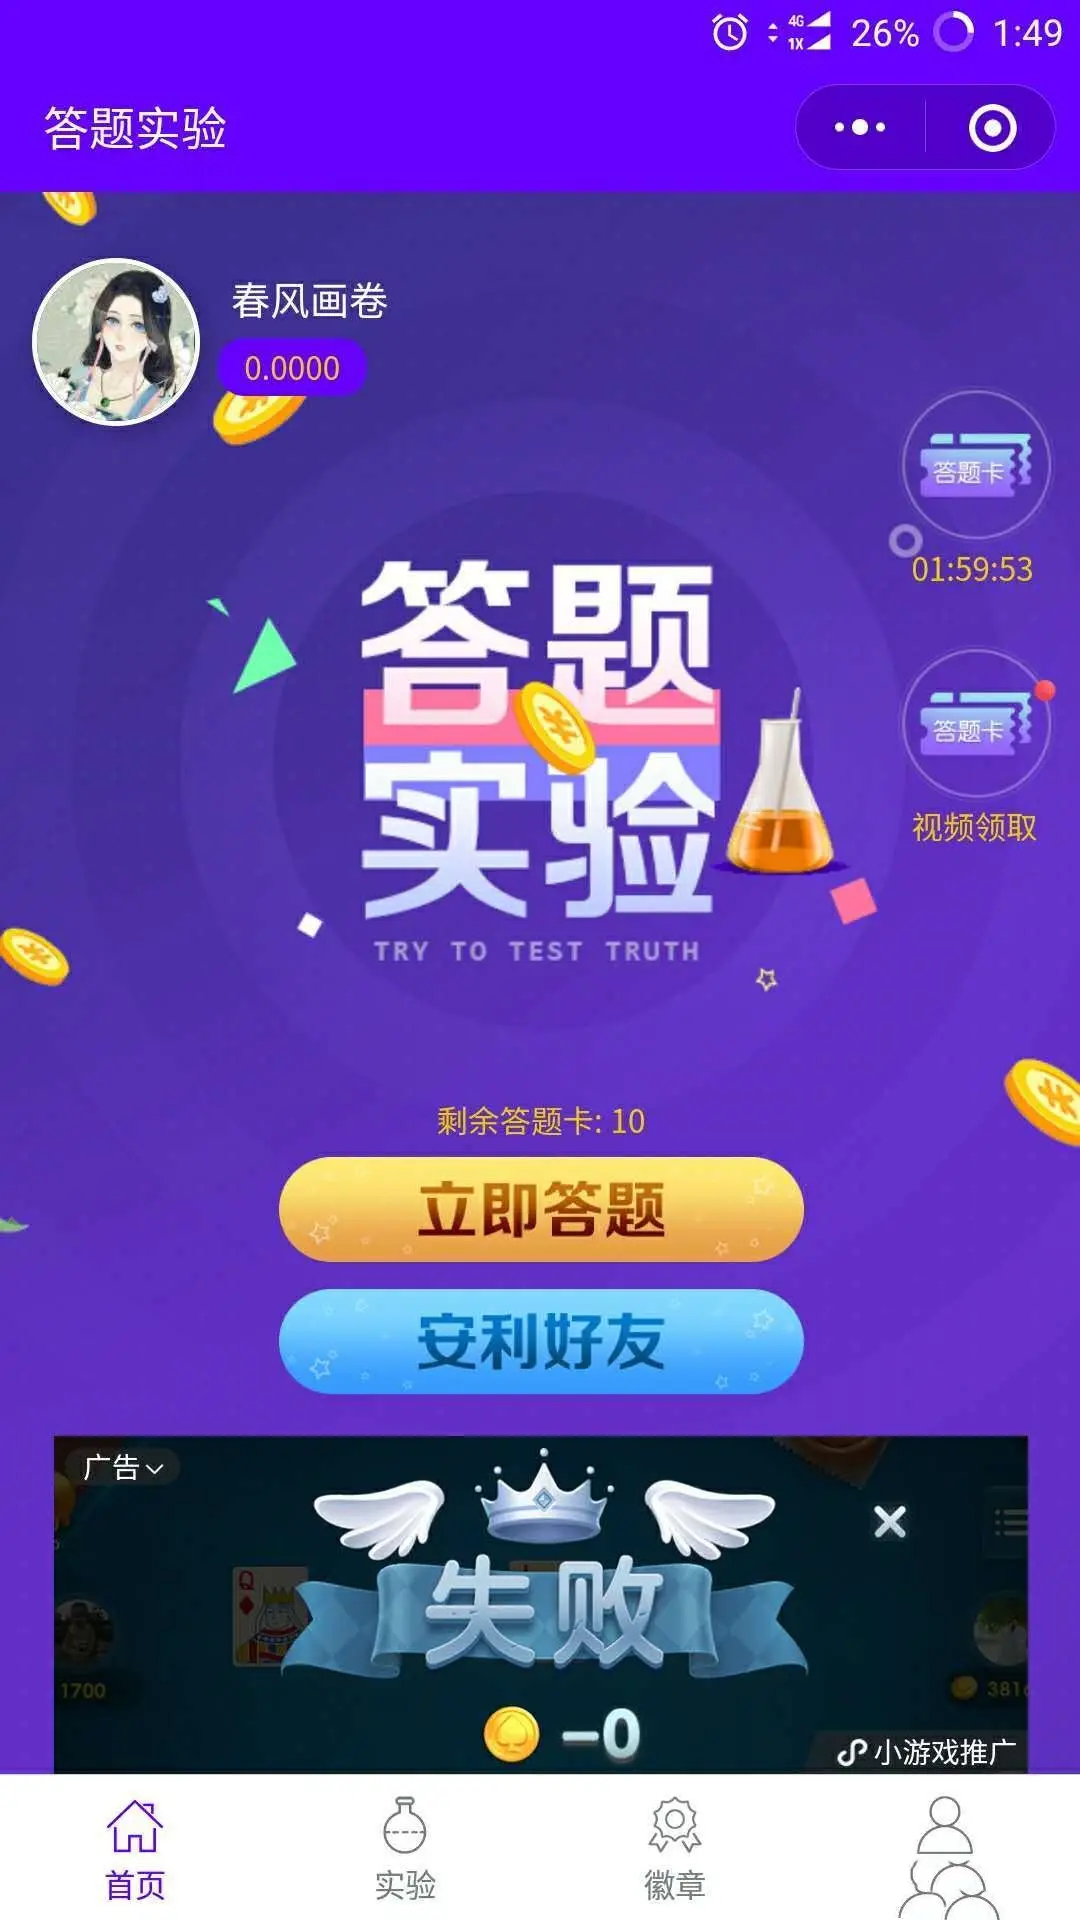 4G
1X
26%
1:49
答题实验
春风画卷
0.0000
答题卡
01:59:53
答题卡
视频领取
答题
实验
TRY TO TEST TRUTH
剩余答题卡: 10
立即答题
安利好友
广告
失败
Q
1700
3816
-0
小游戏推广
首页
实验
徽章